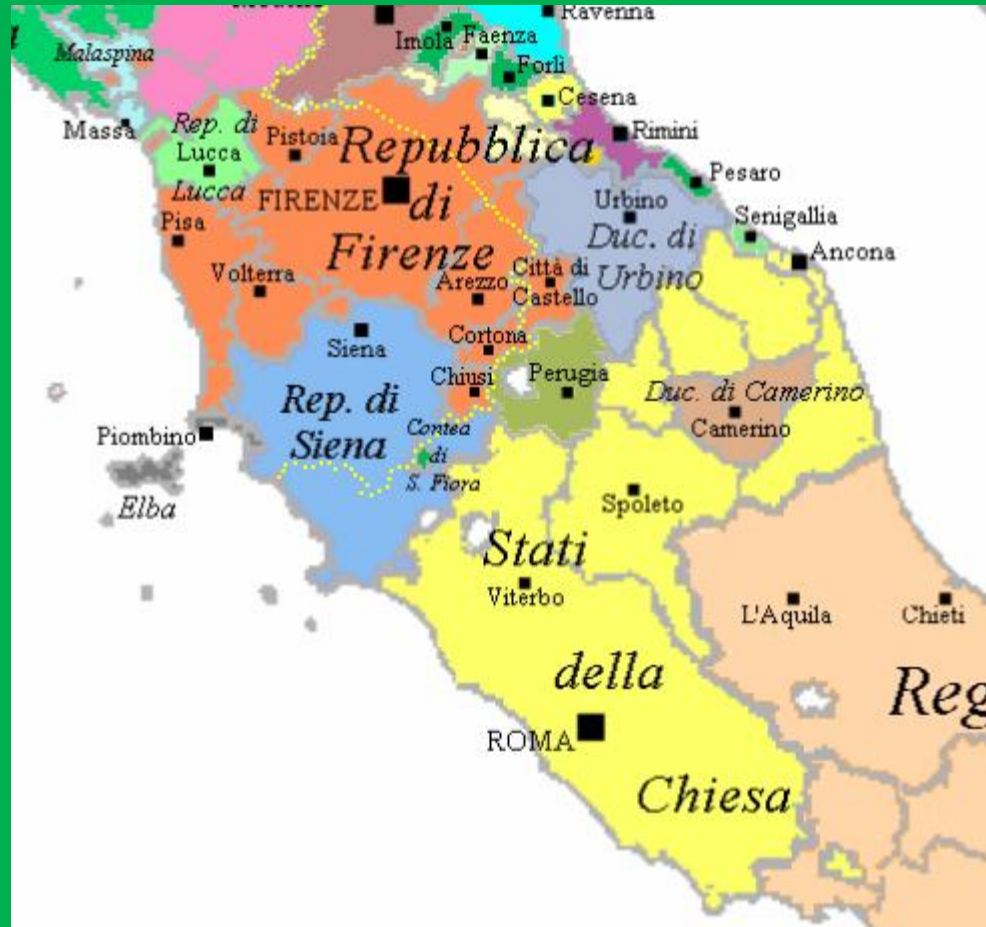 Ravenna
Imola
Faenza
Malaspina
Forlì
Cesena
Massa
Rep. di
Lucca
Lucca
Pistoia
Repubblica
di
Firenze
FIRENZE
Rimini
Pesaro
Urbino
Duc. di
Urbino
Senigallia
Ancona
Pisa
Volterra
Arezzo
Città di
Castello
Siena
Cortona
Chiusi
Perugia
Rep. di
Siena
Duc. di Camerino
Camerino
Piombino
Contea
di
S. Fiora
Elba
Spoleto
Stati
della
Chiesa
Viterbo
L'Aquila
Chieti
Reg
ROMA